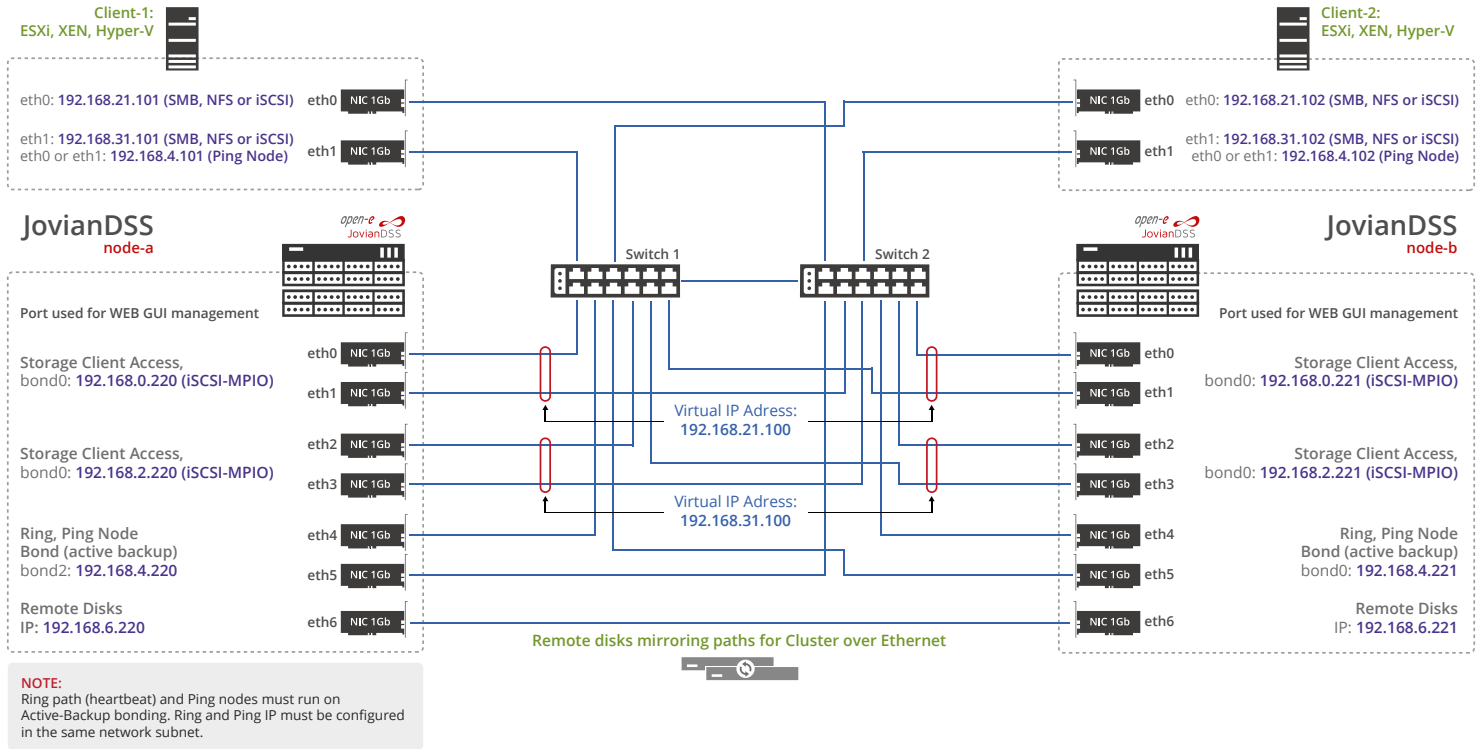 Client-1:
ESXi, XEN, Hyper-V
eth0: 192.168.21.101 (SMB, NFS or iSCSI)
eth0
NIC 1Gb
eth1: 192.168.31.101 (SMB, NFS or iSCSI)
eth0 or eth1: 192.168.4.101 (Ping Node)
eth1
NIC 1Gb
Client-2:
ESXi, XEN, Hyper-V
NIC 1Gb
eth0
eth0: 192.168.21.102 (SMB, NFS or iSCSI)
NIC 1Gb
eth1
eth1: 192.168.31.102 (SMB, NFS or iSCSI)
eth0 or eth1: 192.168.4.102 (Ping Node)
JovianDSS
node-a
open-e
JovianDSS
Switch 1
Switch 2
open-e
JovianDSS
JovianDSS
node-b
Port used for WEB GUI management
Storage Client Access,
bond0: 192.168.0.220 (iSCSI-MPIO)
eth0
NIC 1Gb
eth1
NIC 1Gb
Storage Client Access,
bond0: 192.168.2.220 (iSCSI-MPIO)
eth2
NIC 1Gb
eth3
NIC 1Gb
Ring, Ping Node
Bond (active backup)
bond2: 192.168.4.220
eth4
NIC 1Gb
eth5
NIC 1Gb
Remote Disks
IP: 192.168.6.220
eth6
NIC 1Gb
Virtual IP Adress:
192.168.21.100
Virtual IP Adress:
192.168.31.100
Remote disks mirroring paths for Cluster over Ethernet
Port used for WEB GUI management
NIC 1Gb
eth0
NIC 1Gb
eth1
Storage Client Access,
bond0: 192.168.0.221 (iSCSI-MPIO)
NIC 1Gb
eth2
NIC 1Gb
eth3
Storage Client Access,
bond0: 192.168.2.221 (iSCSI-MPIO)
NIC 1Gb
eth4
NIC 1Gb
eth5
Ring, Ping Node
Bond (active backup)
bond0: 192.168.4.221
NIC 1Gb
eth6
Remote Disks
IP: 192.168.6.221
NOTE:
Ring path (heartbeat) and Ping nodes must run on
Active-Backup bonding. Ring and Ping IP must be configured
in the same network subnet.